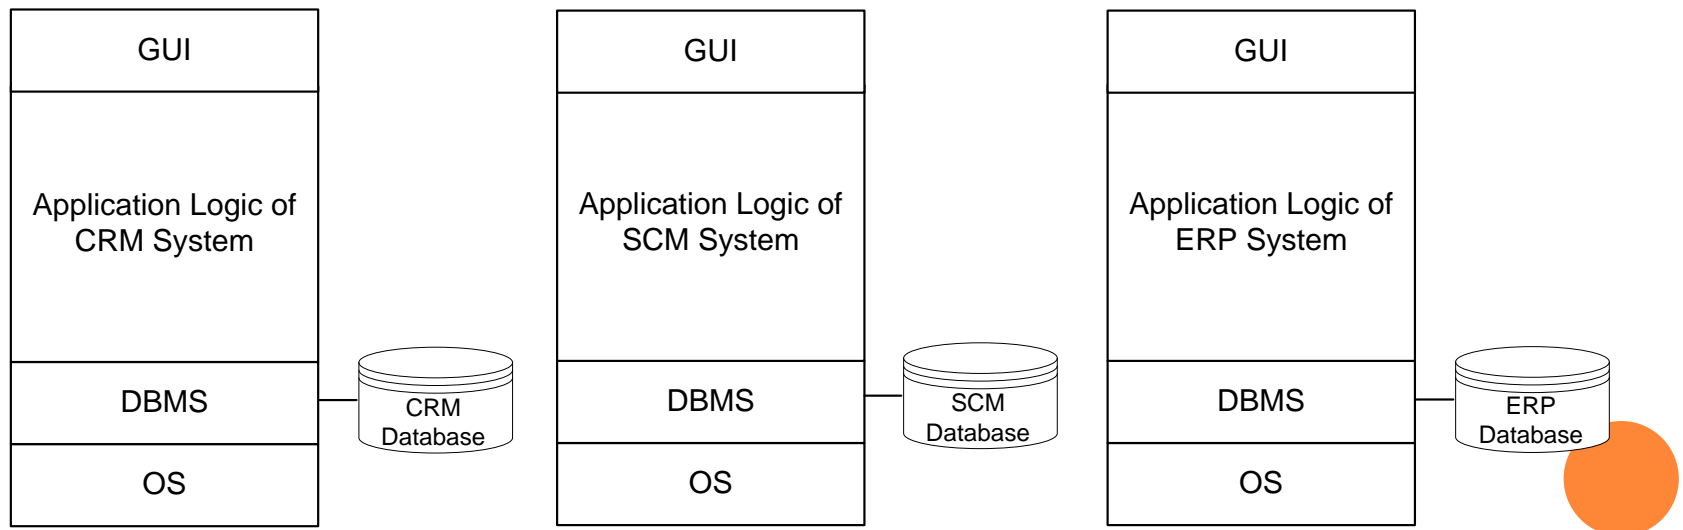 GUI
Application Logic of
CRM System
DBMS
OS
CRM
Database
GUI
Application Logic of
SCM System
DBMS
OS
SCM
Database
GUI
Application Logic of
ERP System
DBMS
OS
ERP
Database